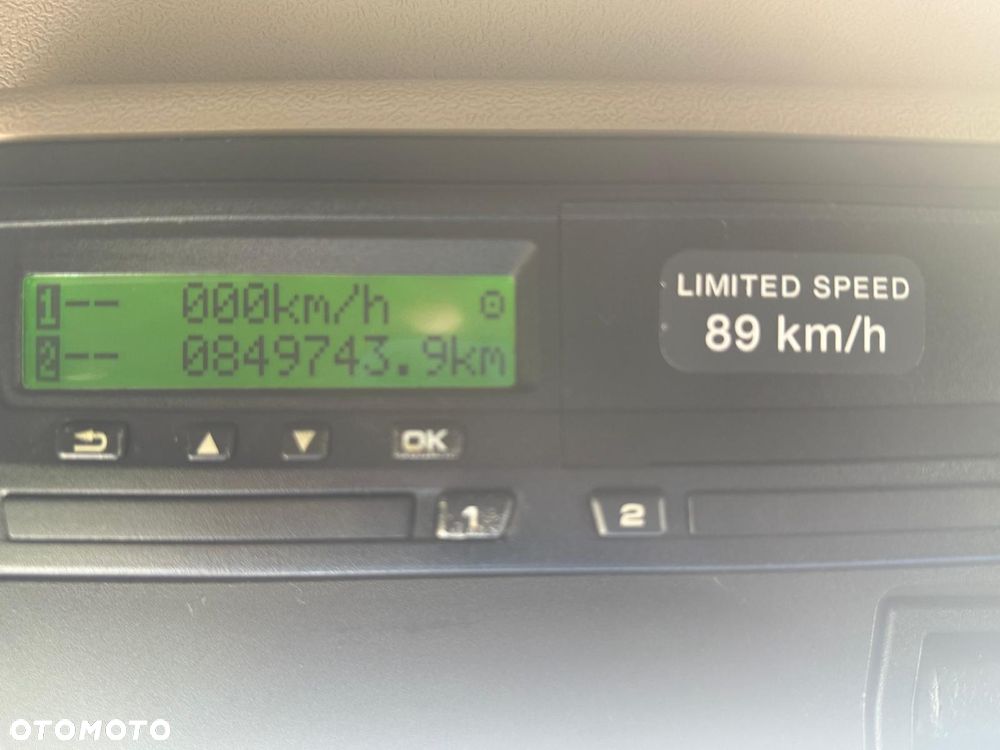 1-- 000km/h ⊙
2-- 0849743.9km
LIMITED SPEED
89 km/h
OK
1
2
OTOMOTO